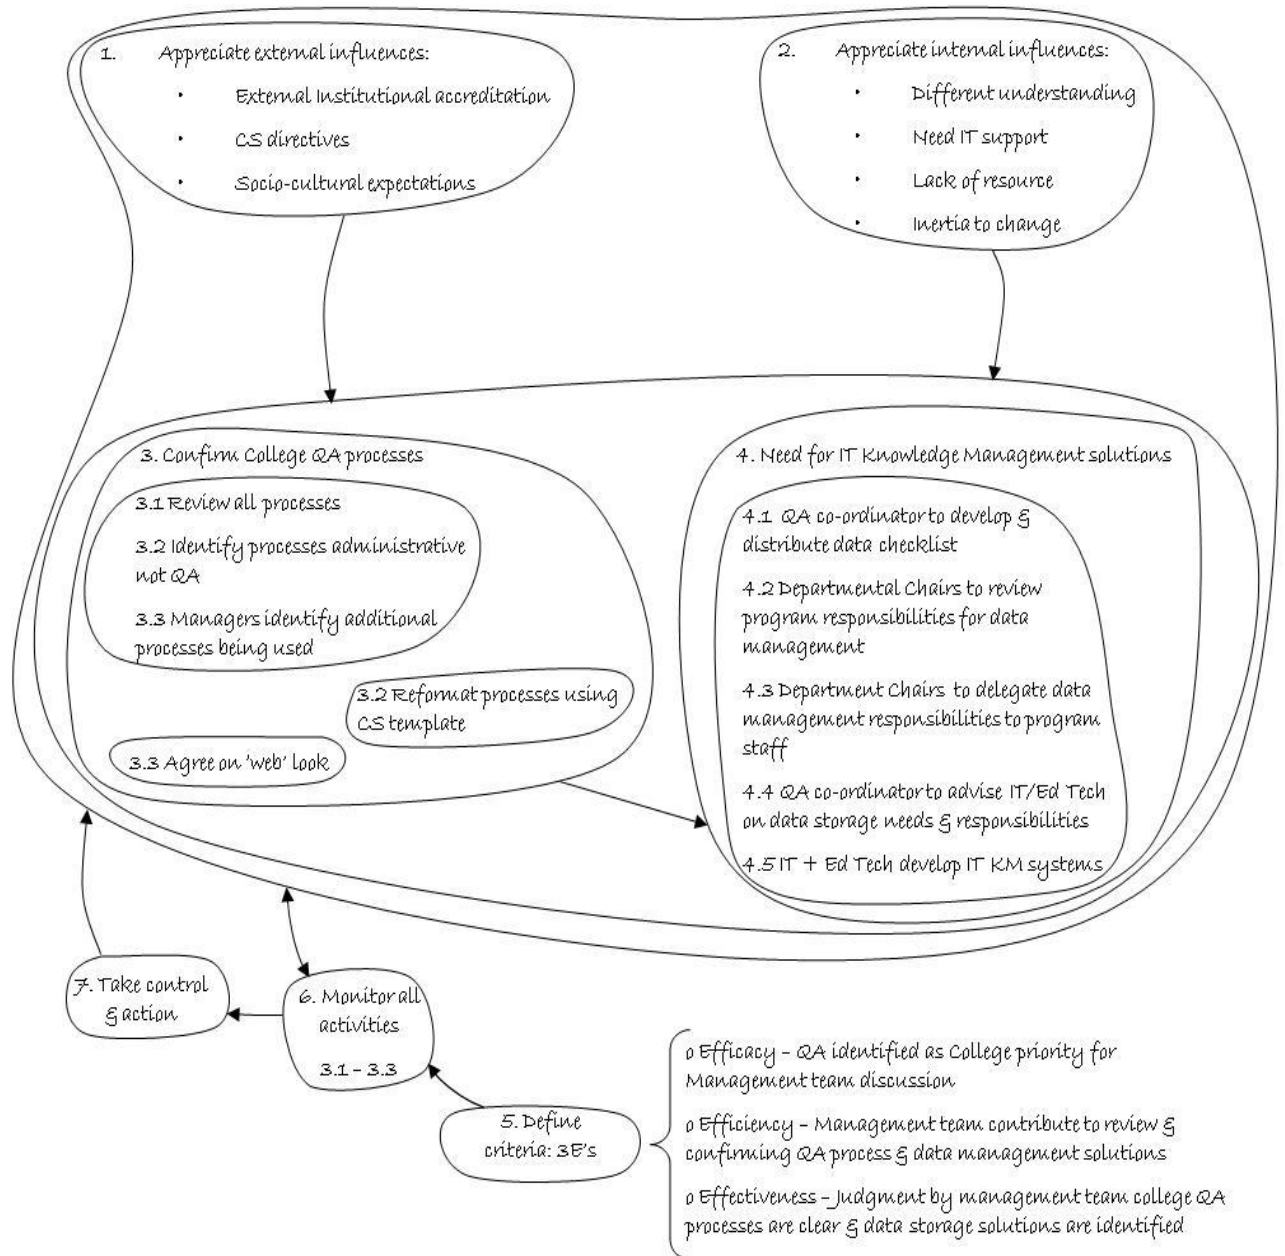 1. Appreciate external influences:
• External Institutional accreditation
• CS directives
• Socio-cultural expectations
2. Appreciate internal influences:
• Different understanding
• Need IT support
• Lack of resource
• Inertia to change
3. Confirm College QA processes
3.1 Review all processes
3.2 Identify processes administrative
not QA
3.3 Managers identify additional
processes being used
3.2 Reformat processes using
CS template
3.3 Agree on 'web' look
4. Need for IT Knowledge Management solutions
4.1 QA co-ordinator to develop &
distribute data checklist
4.2 Departmental Chairs to review
program responsibilities for data
management
4.3 Department Chairs to delegate data
management responsibilities to program
staff
4.4 QA co-ordinator to advise IT/Ed Tech
on data storage needs & responsibilities
4.5 IT + Ed Tech develop IT KM systems
7. Take control
& action
6. Monitor all
activities
3.1 - 3.3
5. Define
criteria: 3E's
o Efficacy - QA identified as College priority for
Management team discussion
o Efficiency - Management team contribute to review &
confirming QA process & data management solutions
o Effectiveness - Judgment by management team college QA
processes are clear & data storage solutions are identified